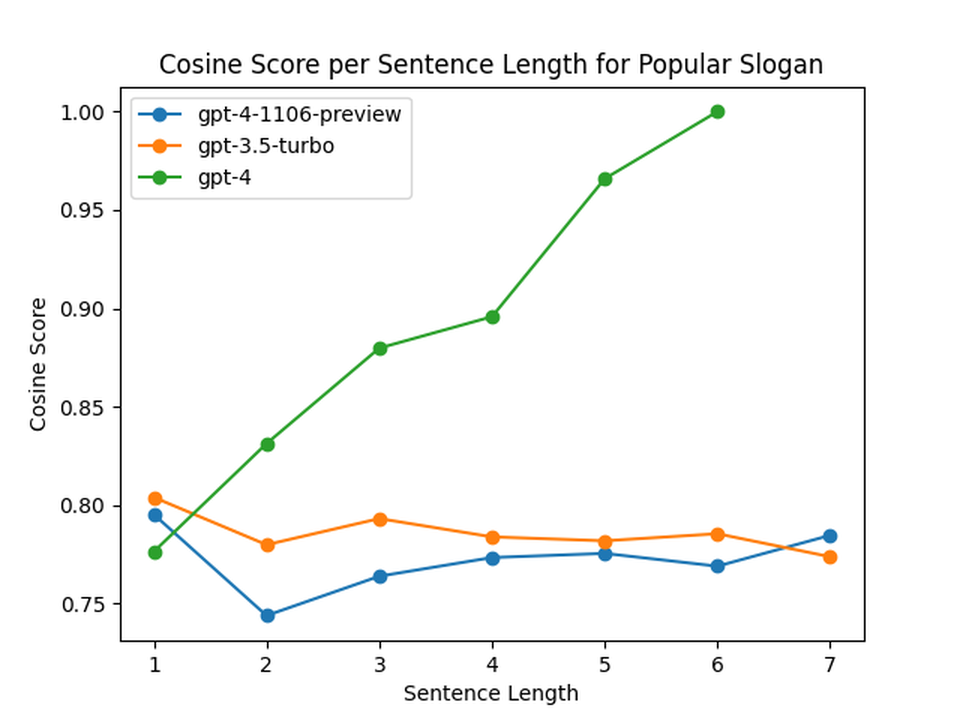 Cosine Score per Sentence Length for Popular Slogan
gpt-4-1106-preview
gpt-3.5-turbo
gpt-4
1.00
0.95
0.90
0.85
0.80
0.75
Cosine Score
1 2 3 4 5 6 7
Sentence Length